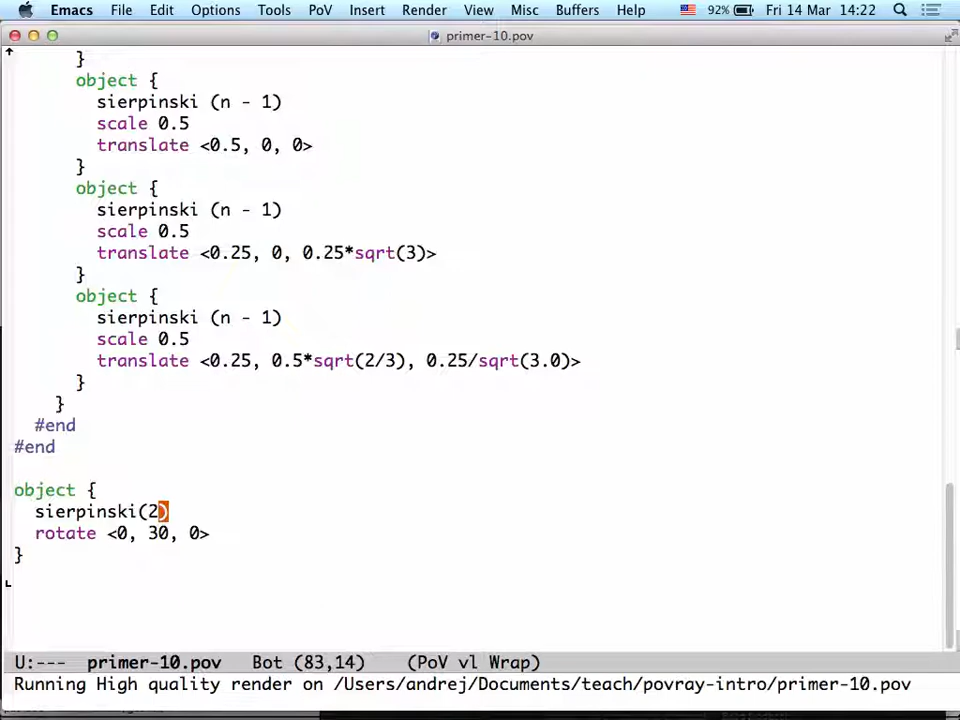 Emacs File Edit Options Tools PoV Insert Render View Misc Buffers Help 92% Fri 14 Mar 14:22
primer-10.pov
}
object {
sierpinski (n - 1)
scale 0.5
translate <0.5, 0, 0>
}
object {
sierpinski (n - 1)
scale 0.5
translate <0.25, 0, 0.25*sqrt(3)>
}
object {
sierpinski (n - 1)
scale 0.5
translate <0.25, 0.5*sqrt(2/3), 0.25/sqrt(3.0)>
}
}
#end
#end
object {
sierpinski(2)
rotate <0, 30, 0>
}
U:--- primer-10.pov Bot (83,14) (PoV vl Wrap)
Running High quality render on /Users/andrej/Documents/teach/povray-intro/primer-10.pov